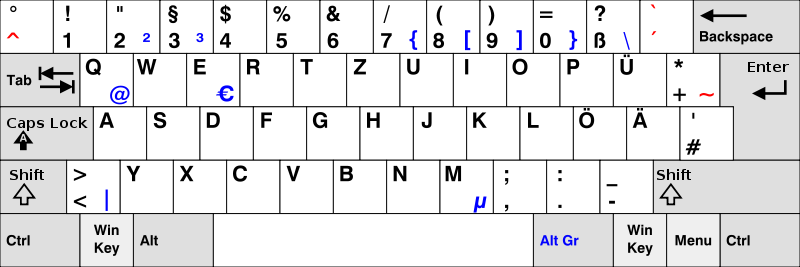 ° ! " § $ % & / ( ) = ? `
^ 1 2 ² 3 ³ 4 5 6 7 { 8 [ 9 ] 0 } ß \ ´ Backspace
Tab Q W E R T Z U I O P Ü * Enter
@ € + ~
Caps Lock A S D F G H J K L Ö Ä '
A #
Shift > Y X C V B N M ; : _ Shift
< | µ , . -
Ctrl Win Key Alt Alt Gr Win Key Menu Ctrl